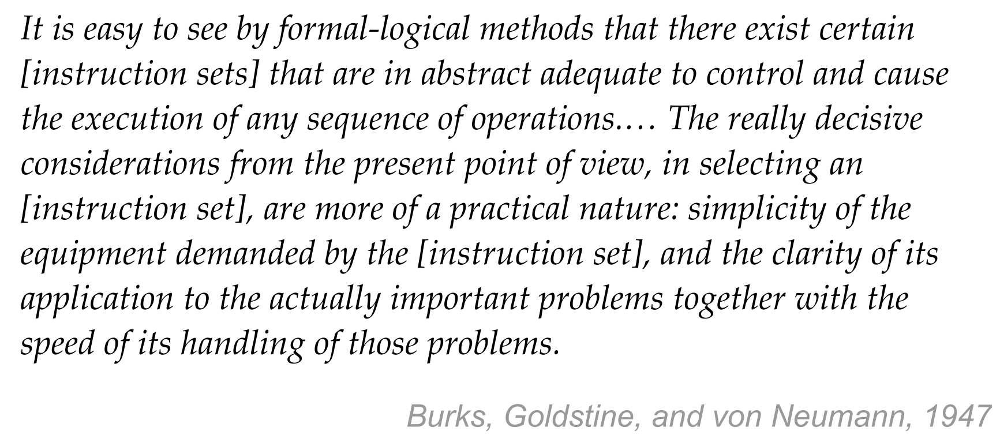 It is easy to see by formal-logical methods that there exist certain
[instruction sets] that are in abstract adequate to control and cause
the execution of any sequence of operations.… The really decisive
considerations from the present point of view, in selecting an
[instruction set], are more of a practical nature: simplicity of the
equipment demanded by the [instruction set], and the clarity of its
application to the actually important problems together with the
speed of its handling of those problems.
Burks, Goldstine, and von Neumann, 1947